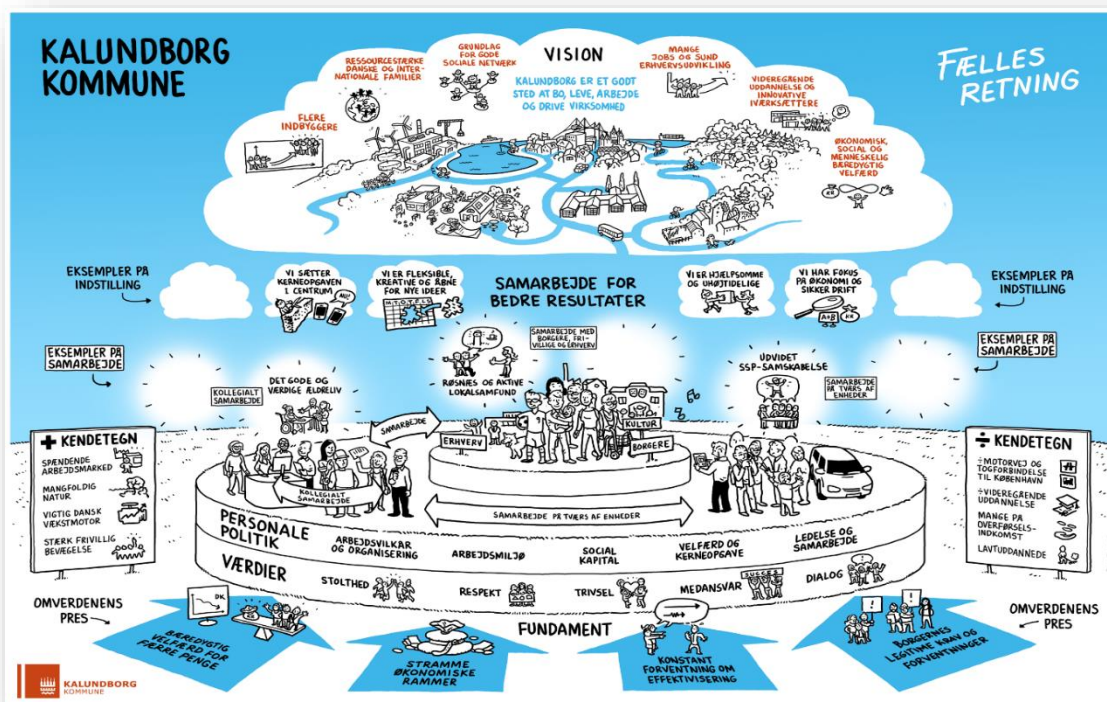 KALUNDBORG
KOMMUNE
FÆLLES
RETNING
VISION
KALUNDBORG ER ET GODT
STED AT BO, LEVE, ARBEJDE
OG DRIVE VIRKSOMHED
FLERE
INDBYGGERE
RESSOURCESTÆRKE
DANSKE OG INTER-
NATIONALE FAMILIER
GRUNDLAG
FOR GODE
SOCIALE NETVÆRK
MANGE
JOBS OG SUND
ERHVERVSUDVIKLING
VIDEREGÅENDE
UDDANNELSE OG
INNOVATIVE
IVÆRKSÆTTERE
ØKONOMISK,
SOCIAL OG
MENNESKELIG
BÆREDYGTIG
VELFÆRD
EKSEMPLER PÅ
INDSTILLING
VI SÆTTER
KERNEOPGAVEN
I CENTRUM
VI ER FLEKSIBLE,
KREATIVE OG ÅBNE
FOR NYE IDEER
SAMARBEJDE FOR
BEDRE RESULTATER
VI ER HJÆLPSOMME
OG UHØJTIDELIGE
VI HAR FOKUS
PÅ ØKONOMI OG
SIKKER DRIFT
A+B
EKSEMPLER PÅ
INDSTILLING
EKSEMPLER PÅ
SAMARBEJDE
KOLLEGIALT
SAMARBEJDE
DET GODE OG
VÆRDIGE ÆLDRELIV
RØSNÆS OG AKTIVE
LOKALSAMFUND
SAMARBEJDE MED
BORGERE, FRI-
VILLIGE OG ERHVERV
UDVIDET
SSP-SAMSKABELSE
SAMARBEJDE
PÅ TVÆRS AF
ENHEDER
EKSEMPLER PÅ
SAMARBEJDE
SAMARBEJDE
ERHVERV
KULTUR
BORGERE
KOLLEGIALT
SAMARBEJDE
SAMARBEJDE PÅ TVÆRS AF ENHEDER
+ KENDETEGN
SPÆNDENDE
ARBEJDSMARKED
MANGFOLDIG
NATUR
VIGTIG DANSK
VÆKSTMOTOR
STÆRK FRIVILLIG
BEVÆGELSE
÷ KENDETEGN
÷MOTORVEJ OG
TOGFORBINDELSE
TIL KØBENHAVN
÷VIDEREGÅENDE
UDDANNELSE
MANGE PÅ
OVERFØRSELS-
INDKOMST
LAVTUDDANNEDE
PERSONALE
POLITIK
ARBEJDSVILKÅR
OG ORGANISERING
ARBEJDSMILJØ
SOCIAL
KAPITAL
VELFÆRD OG
KERNEOPGAVE
LEDELSE OG
SAMARBEJDE
VÆRDIER
STOLTHED
RESPEKT
TRIVSEL
MEDANSVAR
SUCCES
DIALOG
FUNDAMENT
OMVERDENENS
PRES
DK
BÆREDYGTIG
VELFÆRD FOR
FÆRRE PENGE
STRAMME
ØKONOMISKE
RAMMER
KONSTANT
FORVENTNING OM
EFFEKTIVISERING
BORGERNES
LEGITIME KRAV OG
FORVENTNINGER
OMVERDENENS
PRES
KALUNDBORG
KOMMUNE